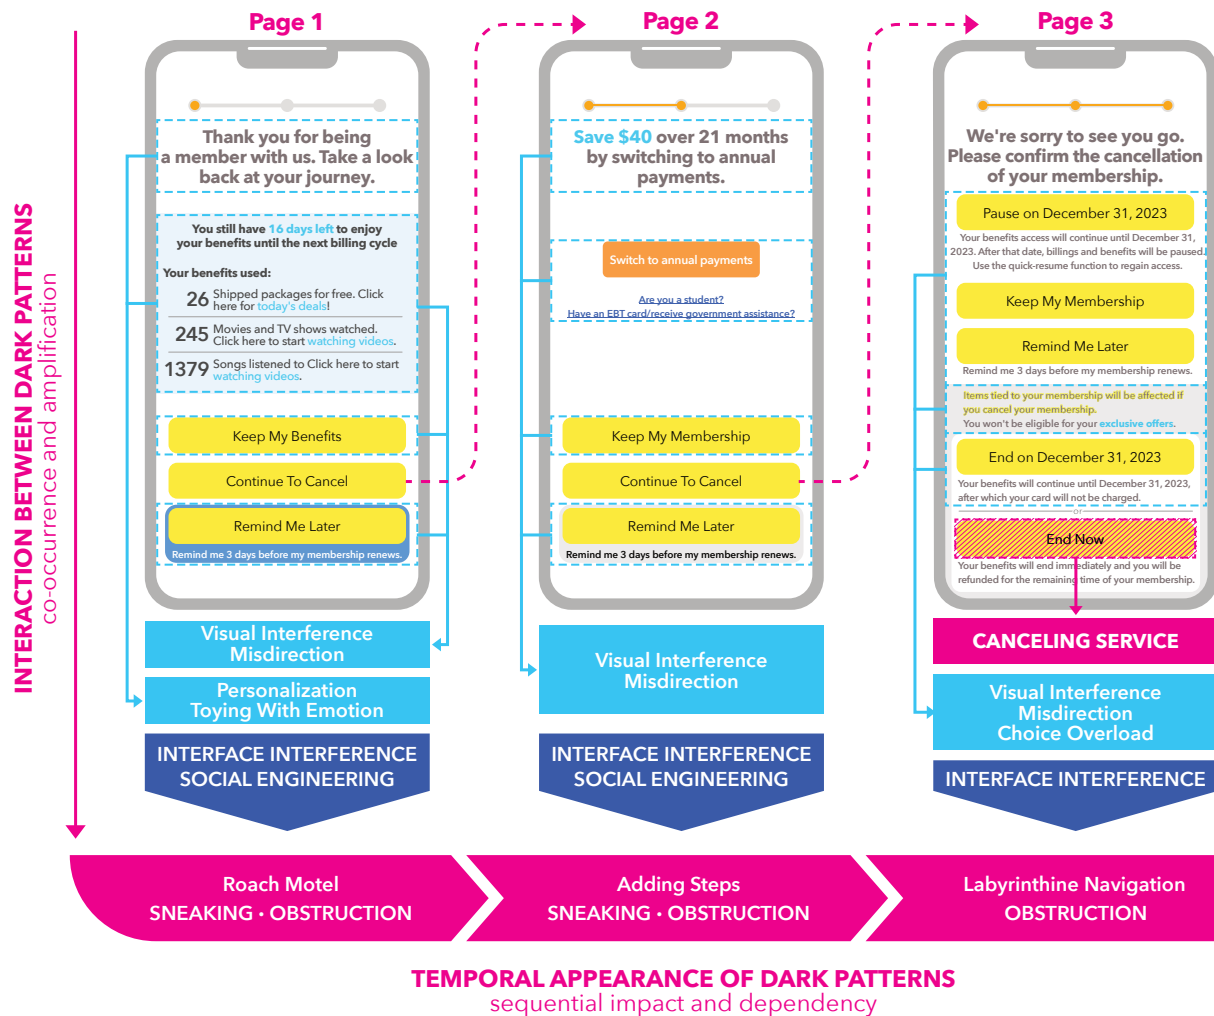 Page 1
Page 2
Page 3
INTERACTION BETWEEN DARK PATTERNS
co-occurrence and amplification
Thank you for being
a member with us. Take a look
back at your journey.
You still have 16 days left to enjoy
your benefits until the next billing cycle
Your benefits used:
26 Shipped packages for free. Click
here for today's deals!
245 Movies and TV shows watched.
Click here to start watching videos.
1379 Songs listened to Click here to start
watching videos.
Keep My Benefits
Continue To Cancel
Remind Me Later
Remind me 3 days before my membership renews.
Visual Interference
Misdirection
Personalization
Toying With Emotion
INTERFACE INTERFERENCE
SOCIAL ENGINEERING
Save $40 over 21 months
by switching to annual
payments.
Switch to annual payments
Are you a student?
Have an EBT card/receive government assistance?
Keep My Membership
Continue To Cancel
Remind Me Later
Remind me 3 days before my membership renews.
Visual Interference
Misdirection
INTERFACE INTERFERENCE
SOCIAL ENGINEERING
We're sorry to see you go.
Please confirm the cancellation
of your membership.
Pause on December 31, 2023
Your benefits access will continue until December 31,
2023. After that date, billings and benefits will be paused.
Use the quick-resume function to regain access.
Keep My Membership
Remind Me Later
Remind me 3 days before my membership renews.
Items tied to your membership will be affected if
you cancel your membership.
You won't be eligible for your exclusive offers.
End on December 31, 2023
Your benefits will continue until December 31, 2023,
after which your card will not be charged.
or
End Now
Your benefits will end immediately and you will be
refunded for the remaining time of your membership.
CANCELING SERVICE
Visual Interference
Misdirection
Choice Overload
INTERFACE INTERFERENCE
Roach Motel
SNEAKING · OBSTRUCTION
Adding Steps
SNEAKING · OBSTRUCTION
Labyrinthine Navigation
OBSTRUCTION
TEMPORAL APPEARANCE OF DARK PATTERNS
sequential impact and dependency